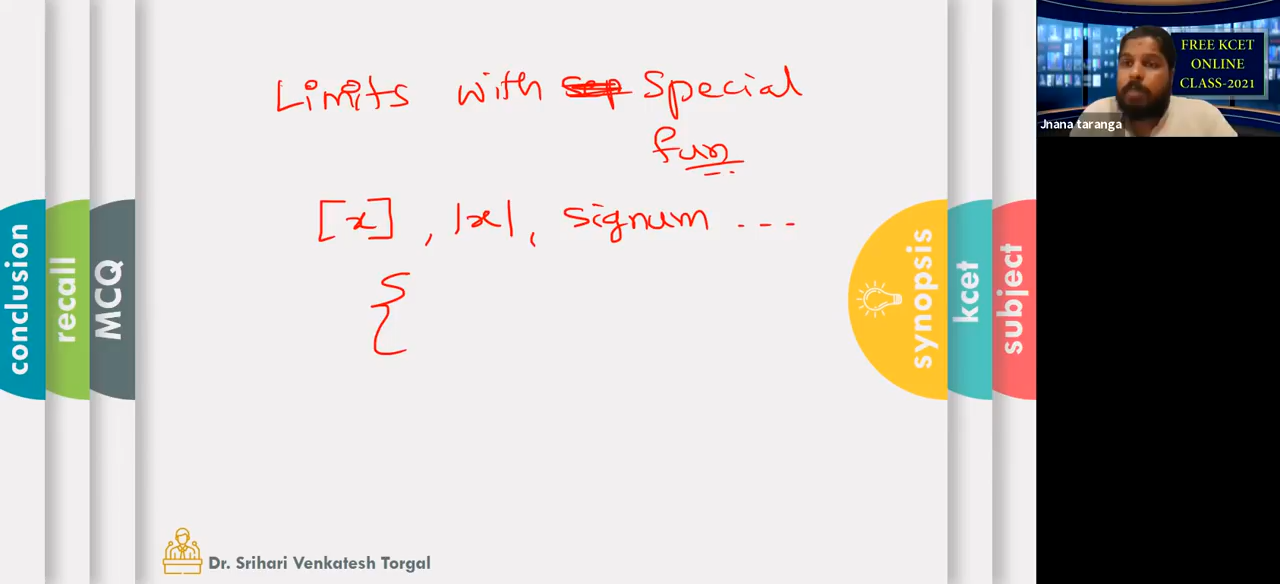 Limits with Special
fun
[x] , |x| , signum ---
{
conclusion
recall
MCQ
synopsis
kcet
subject
Dr. Srihari Venkatesh Torgal
FREE KCET
ONLINE
CLASS-2021
Jnana taranga